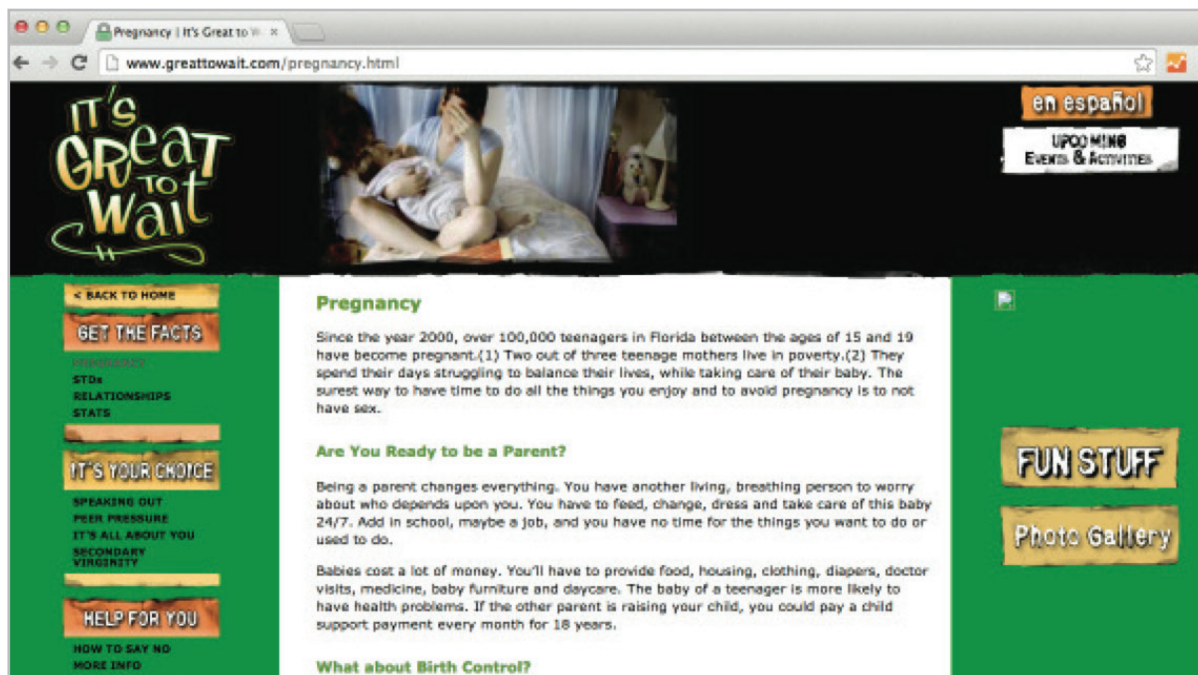 Pregnancy | It's Great to W
www.greattowait.com/pregnancy.html
IT'S
GREAT
TO
WAIT
en español
UPCOMING
EVENTS & ACTIVITIES
< BACK TO HOME
GET THE FACTS
PREGNANCY
STDs
RELATIONSHIPS
STATS
IT'S YOUR CHOICE
SPEAKING OUT
PEER PRESSURE
IT'S ALL ABOUT YOU
SECONDARY
VIRGINITY
HELP FOR YOU
HOW TO SAY NO
MORE INFO
Pregnancy
Since the year 2000, over 100,000 teenagers in Florida between the ages of 15 and 19
have become pregnant.(1) Two out of three teenage mothers live in poverty.(2) They
spend their days struggling to balance their lives, while taking care of their baby. The
surest way to have time to do all the things you enjoy and to avoid pregnancy is to not
have sex.
Are You Ready to be a Parent?
Being a parent changes everything. You have another living, breathing person to worry
about who depends upon you. You have to feed, change, dress and take care of this baby
24/7. Add in school, maybe a job, and you have no time for the things you want to do or
used to do.
Babies cost a lot of money. You'll have to provide food, housing, clothing, diapers, doctor
visits, medicine, baby furniture and daycare. The baby of a teenager is more likely to
have health problems. If the other parent is raising your child, you could pay a child
support payment every month for 18 years.
What about Birth Control?
FUN STUFF
Photo Gallery